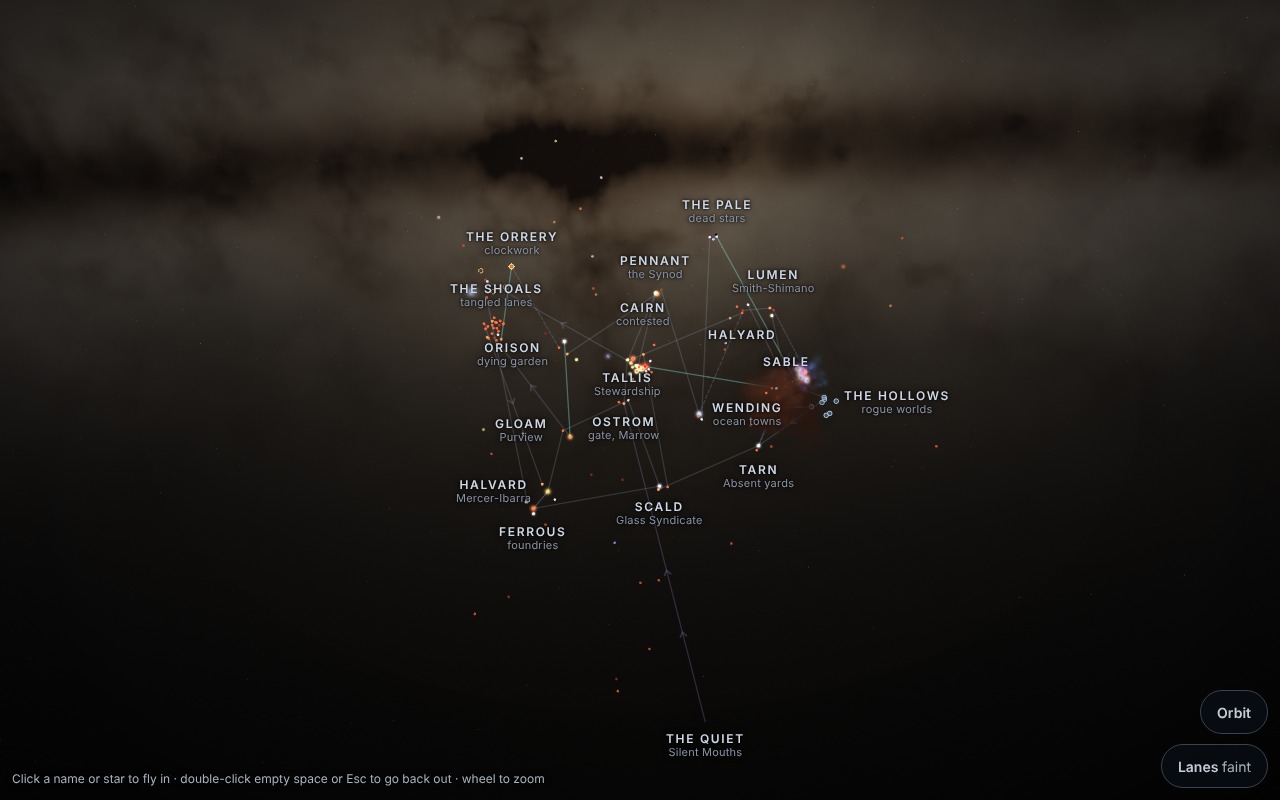 THE PALE
dead stars
THE ORRERY
clockwork
PENNANT
the Synod
LUMEN
Smith-Shimano
THE SHOALS
tangled lanes
CAIRN
contested
HALYARD
ORISON
dying garden
SABLE
TALLIS
Stewardship
THE HOLLOWS
rogue worlds
WENDING
ocean towns
GLOAM
Purview
OSTROM
gate, Marrow
TARN
Absent yards
HALVARD
Mercer-Ibarra
SCALD
Glass Syndicate
FERROUS
foundries
THE QUIET
Silent Mouths
Orbit
Lanes faint
Click a name or star to fly in · double-click empty space or Esc to go back out · wheel to zoom